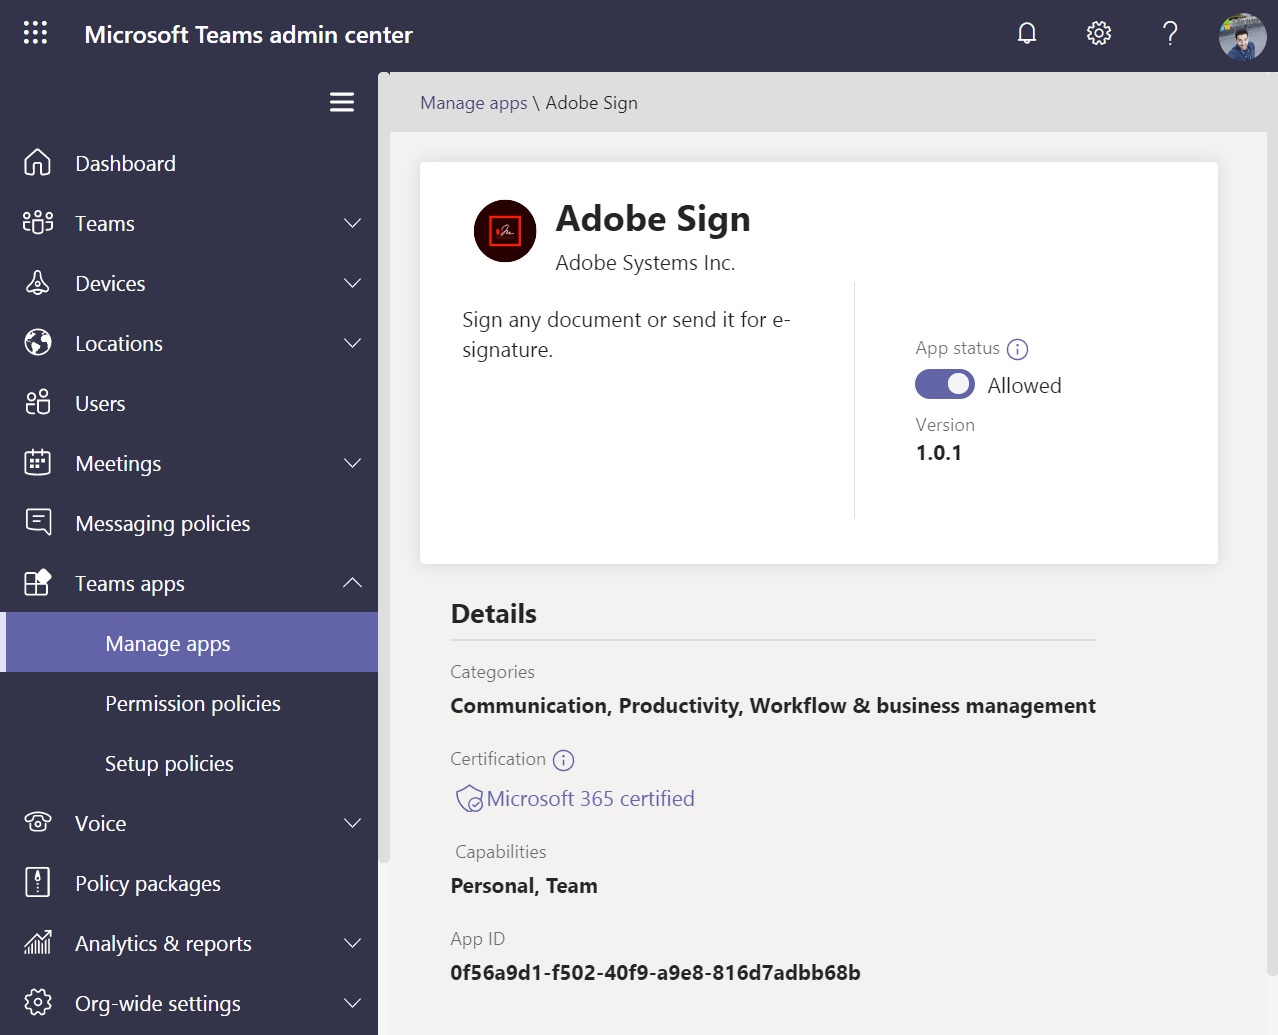 Microsoft Teams admin center
Dashboard
Teams
Devices
Locations
Users
Meetings
Messaging policies
Teams apps
Manage apps
Permission policies
Setup policies
Voice
Policy packages
Analytics & reports
Org-wide settings
Manage apps \ Adobe Sign
Adobe Sign
Adobe Systems Inc.
Sign any document or send it for e-
signature.
App status
Allowed
Version
1.0.1
Details
Categories
Communication, Productivity, Workflow & business management
Certification
Microsoft 365 certified
Capabilities
Personal, Team
App ID
0f56a9d1-f502-40f9-a9e8-816d7adbb68b